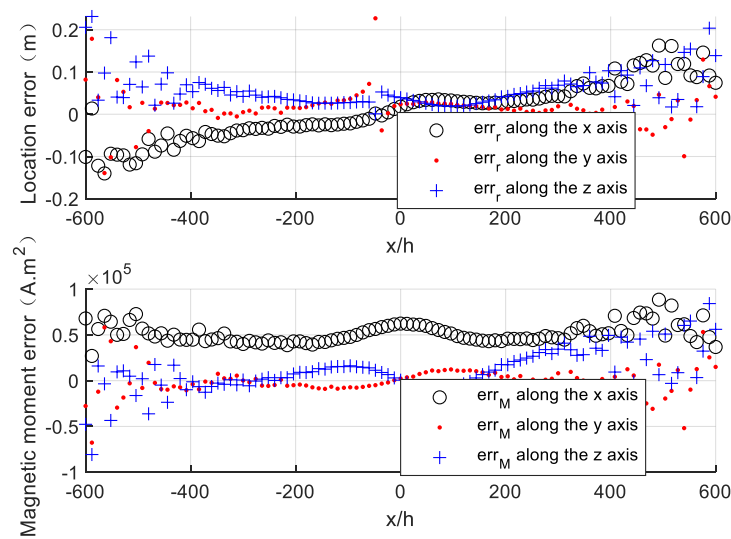 Location error（m）
0.2
0.1
0
-0.1
-0.2
-600
-400
-200
0
200
400
600
x/h
err_r along the x axis
err_r along the y axis
err_r along the z axis
Magnetic moment error（A.m²）
×10⁵
1
0.5
0
-0.5
-1
-600
-400
-200
0
200
400
600
x/h
err_M along the x axis
err_M along the y axis
err_M along the z axis